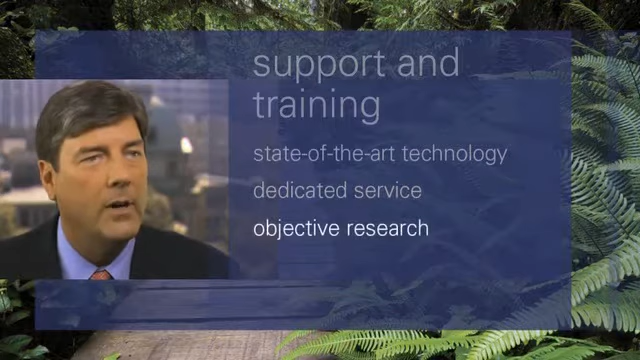 support and
training
state-of-the-art technology
dedicated service
objective research